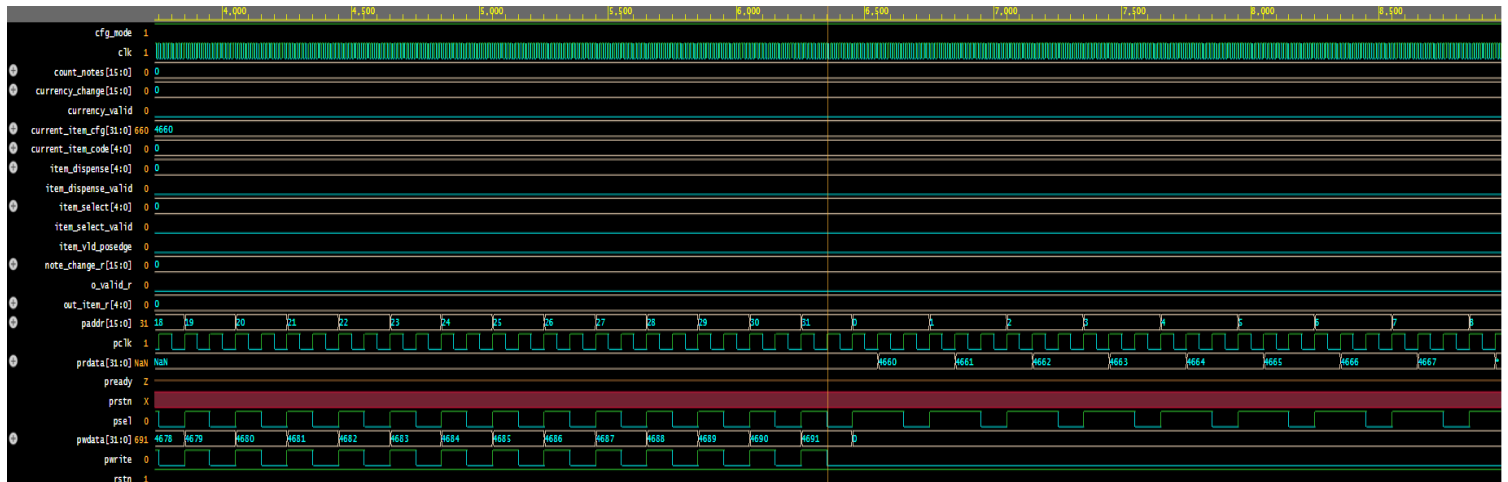 4,000 4,500 5,000 5,500 6,000 6,500 7,000 7,500 8,000 8,500
cfg_mode 1
clk 1
count_notes[15:0] 0 0
currency_change[15:0] 0 0
currency_valid 0
current_item_cfg[31:0] 660 4660
current_item_code[4:0] 0 0
item_dispense[4:0] 0 0
item_dispense_valid 0
item_select[4:0] 0 0
item_select_valid 0
item_vld_posedge 0
note_change_r[15:0] 0 0
o_valid_r 0
out_item_r[4:0] 0 0
paddr[15:0] 31 18 19 20 21 22 23 24 25 26 27 28 29 30 31 0 1 2 3 4 5 6 7 8
pclk 1
prdata[31:0] NaN NaN 4660 4661 4662 4663 4664 4665 4666 4667 *
pready Z
prstn X
psel 0
pwdata[31:0] 691 4678 4679 4680 4681 4682 4683 4684 4685 4686 4687 4688 4689 4690 4691 0
pwrite 0
rstn 1